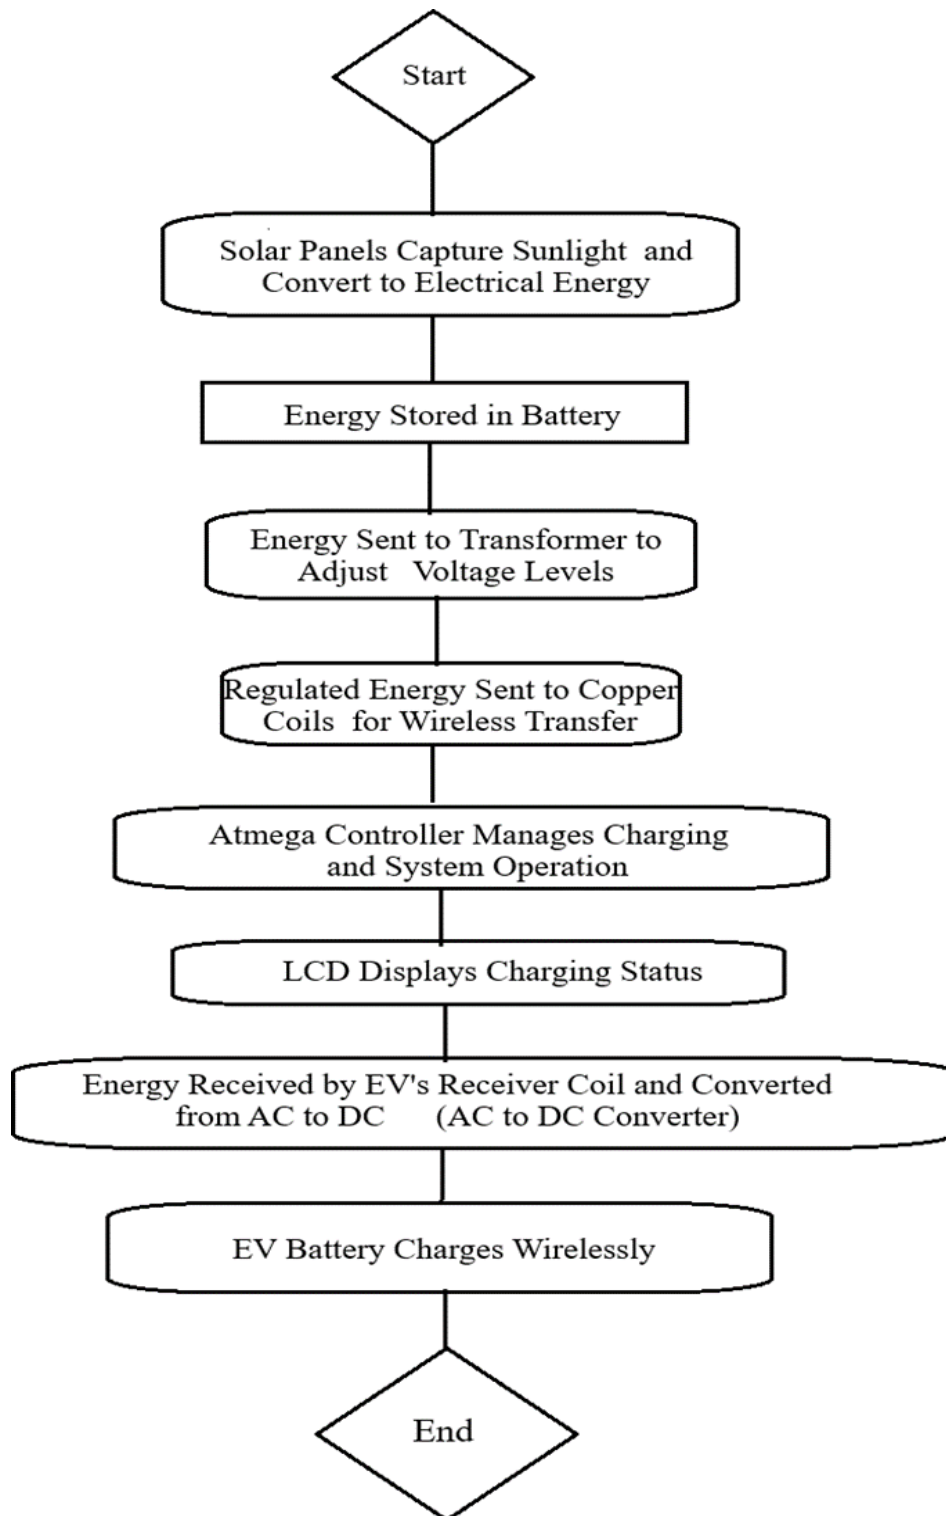 Start
Solar Panels Capture Sunlight and
Convert to Electrical Energy
Energy Stored in Battery
Energy Sent to Transformer to
Adjust Voltage Levels
Regulated Energy Sent to Copper
Coils for Wireless Transfer
Atmega Controller Manages Charging
and System Operation
LCD Displays Charging Status
Energy Received by EV's Receiver Coil and Converted
from AC to DC (AC to DC Converter)
EV Battery Charges Wirelessly
End